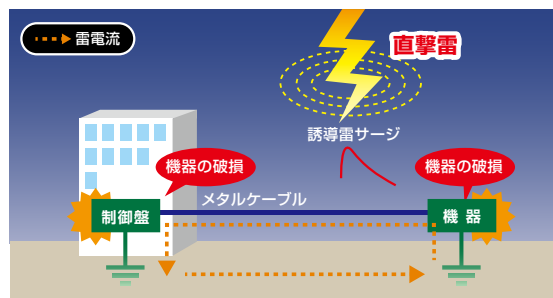 雷電流
直撃雷
誘導雷サージ
機器の破損
機器の破損
メタルケーブル
制御盤
機 器